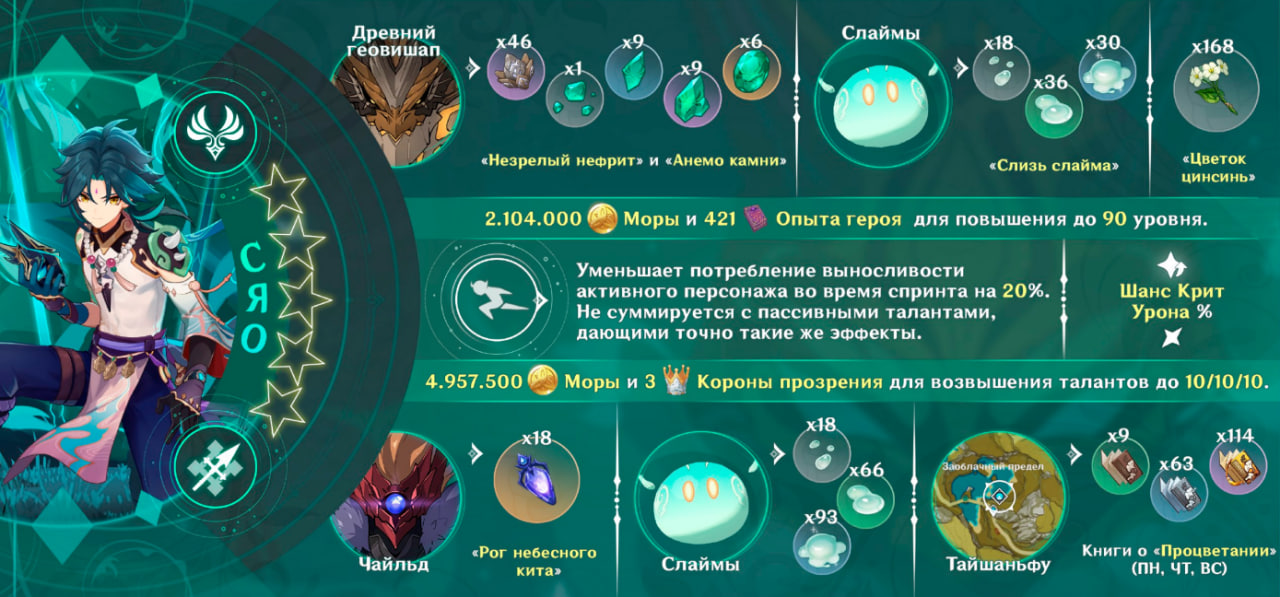 СЯО
Древний
геовишап
x46
x1
x9
x9
x6
«Незрелый нефрит» и «Анемо камни»
Слаймы
x18
x36
x30
«Слизь слайма»
x168
«Цветок
цинсинь»
2.104.000 Моры и 421 Опыта героя для повышения до 90 уровня.
Уменьшает потребление выносливости
активного персонажа во время спринта на 20%.
Не суммируется с пассивными талантами,
дающими точно такие же эффекты.
Шанс Крит
Урона %
4.957.500 Моры и 3 Короны прозрения для возвышения талантов до 10/10/10.
Чайльд
x18
«Рог небесного
кита»
Слаймы
x18
x66
x93
Заоблачный предел
Тайшаньфу
x9
x63
x114
Книги о «Процветании»
(ПН, ЧТ, ВС)